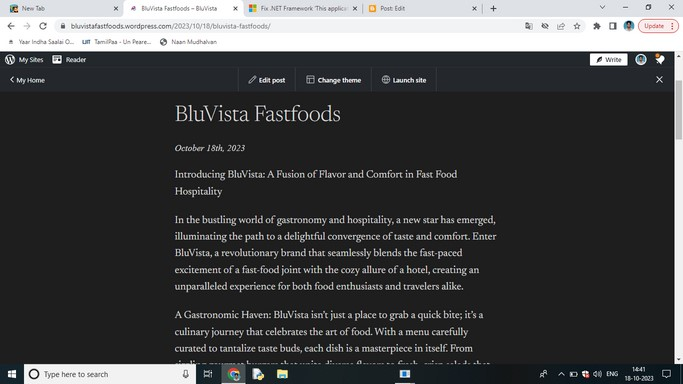 New Tab
BluVista Fastfoods – BluVista
Fix .NET Framework 'This applic
Post: Edit
bluvistafastfoods.wordpress.com/2023/10/18/bluvista-fastfoods/
Update
Yaar Indha Saalai O...
TamilPaa - Un Peare...
Naan Mudhalvan
My Sites
Reader
Write
My Home
Edit post
Change theme
Launch site
BluVista Fastfoods
October 18th, 2023
Introducing BluVista: A Fusion of Flavor and Comfort in Fast Food
Hospitality
In the bustling world of gastronomy and hospitality, a new star has emerged,
illuminating the path to a delightful convergence of taste and comfort. Enter
BluVista, a revolutionary brand that seamlessly blends the fast-paced
excitement of a fast-food joint with the cozy allure of a hotel, creating an
unparalleled experience for both food enthusiasts and travelers alike.
A Gastronomic Haven: BluVista isn't just a place to grab a quick bite; it's a
culinary journey that celebrates the art of food. With a menu carefully
curated to tantalize taste buds, each dish is a masterpiece in itself. From
Type here to search
ENG
14:41
18-10-2023